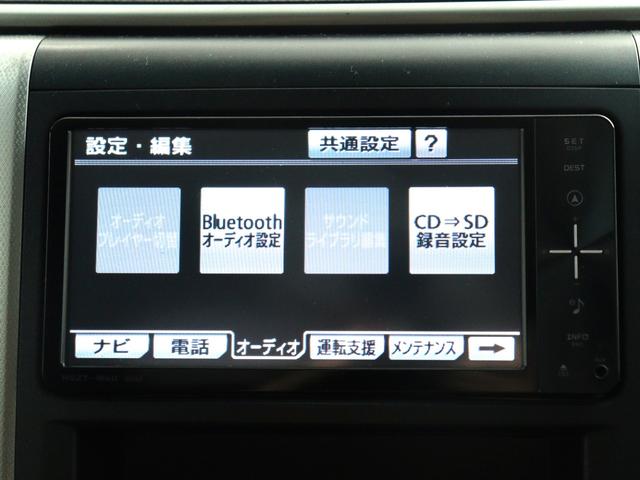 設定・編集
共通設定
?
オーディオ
プレイヤー切替
Bluetooth
オーディオ設定
サウンド
ライブラリ編集
CD⇒SD
録音設定
ナビ
電話
オーディオ
運転支援
メンテナンス
→
SET
DISP
DEST
INFO